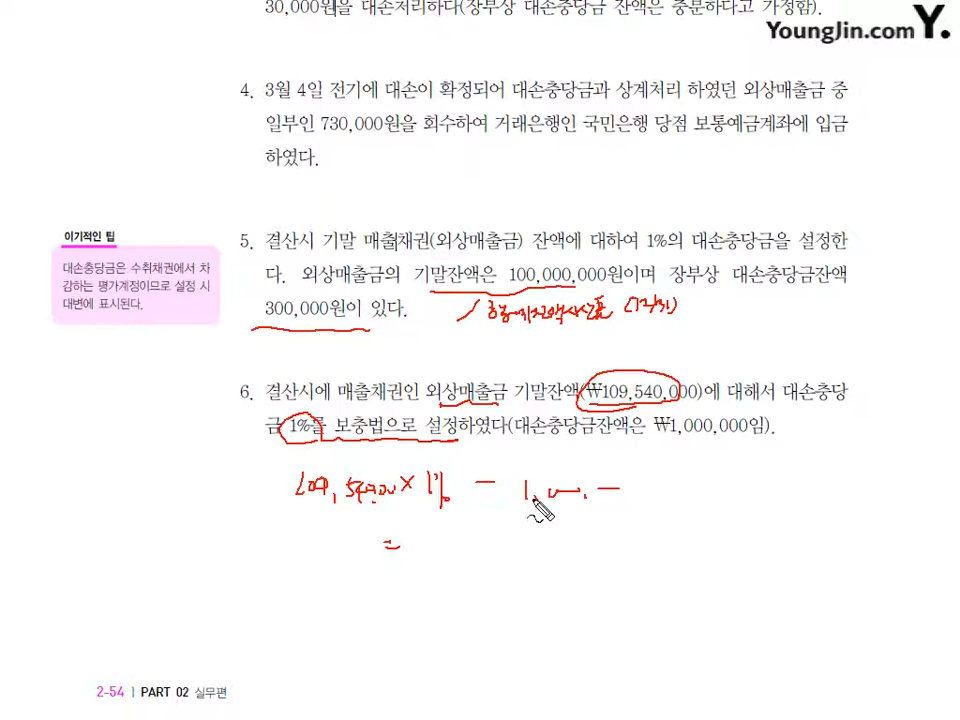 30,000원을 대손처리하다(장부상 대손충당금 잔액은 충분하다고 가정함).
YoungJin.com Y.
4. 3월 4일 전기에 대손이 확정되어 대손충당금과 상계처리 하였던 외상매출금 중
일부인 730,000원을 회수하여 거래은행인 국민은행 당점 보통예금계좌에 입금
하였다.
이기적인 팁
대손충당금은 수취채권에서 차
감하는 평가계정이므로 설정 시
대변에 표시된다.
5. 결산시 기말 매출채권(외상매출금) 잔액에 대하여 1%의 대손충당금을 설정한
다. 외상매출금의 기말잔액은 100,000,000원이며 장부상 대손충당금잔액
300,000원이 있다.
6. 결산시에 매출채권인 외상매출금 기말잔액(₩109,540,000)에 대해서 대손충당
금 1%를 보충법으로 설정하였다(대손충당금잔액은 ₩1,000,000임).
× 1% -
=
2-54 | PART 02 실무편